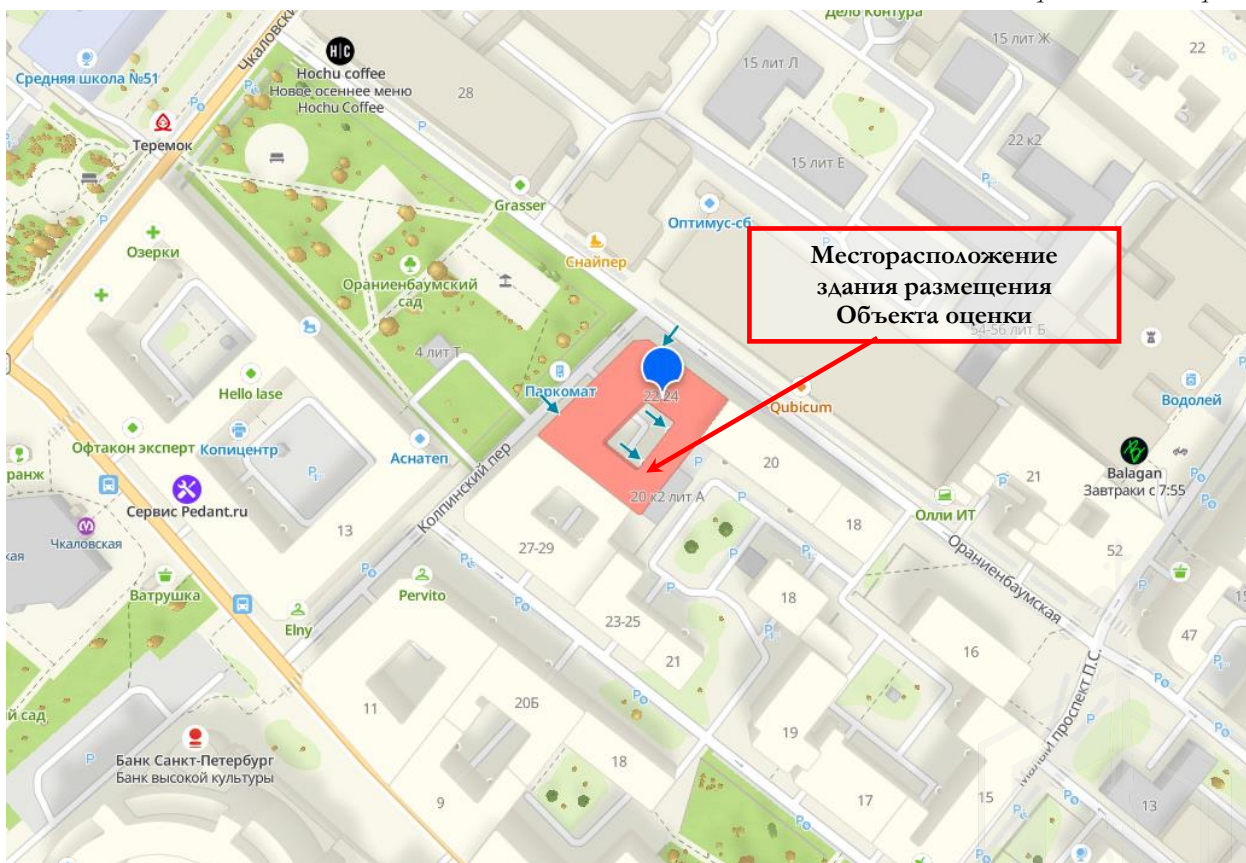 Дело Контура
15 лит Ж
22
Чкаловский
H|C
Средняя школа №51
Hochu coffee
Новое осеннее меню
Hochu Coffee
28
15 лит Л
P
Теремок
22 к2
15 лит Е
Grasser
Оптимус-сб
Озерки
Снайпер
Месторасположение
здания размещения
Объекта оценки
Ораниенбаумский
сад
54-56 лит Б
4 лит Т
Паркомат
22-24
Hello lase
Qubicum
Водолей
Офтакон эксперт
Копицентр
Аснатеп
ранж
Сервис Pedant.ru
20
20 к2 лит А
21
Balagan
Завтраки с 7:55
Олли ИТ
18
Чкаловская
кая
13
Колпинский пер
27-29
Ораниенбаумская
52
Ватрушка
Pervito
18
Elny
23-25
47
16
21
11
20Б
Малый проспект П.С.
й сад
19
Банк Санкт-Петербург
Банк высокой культуры
18
9
17
15
13